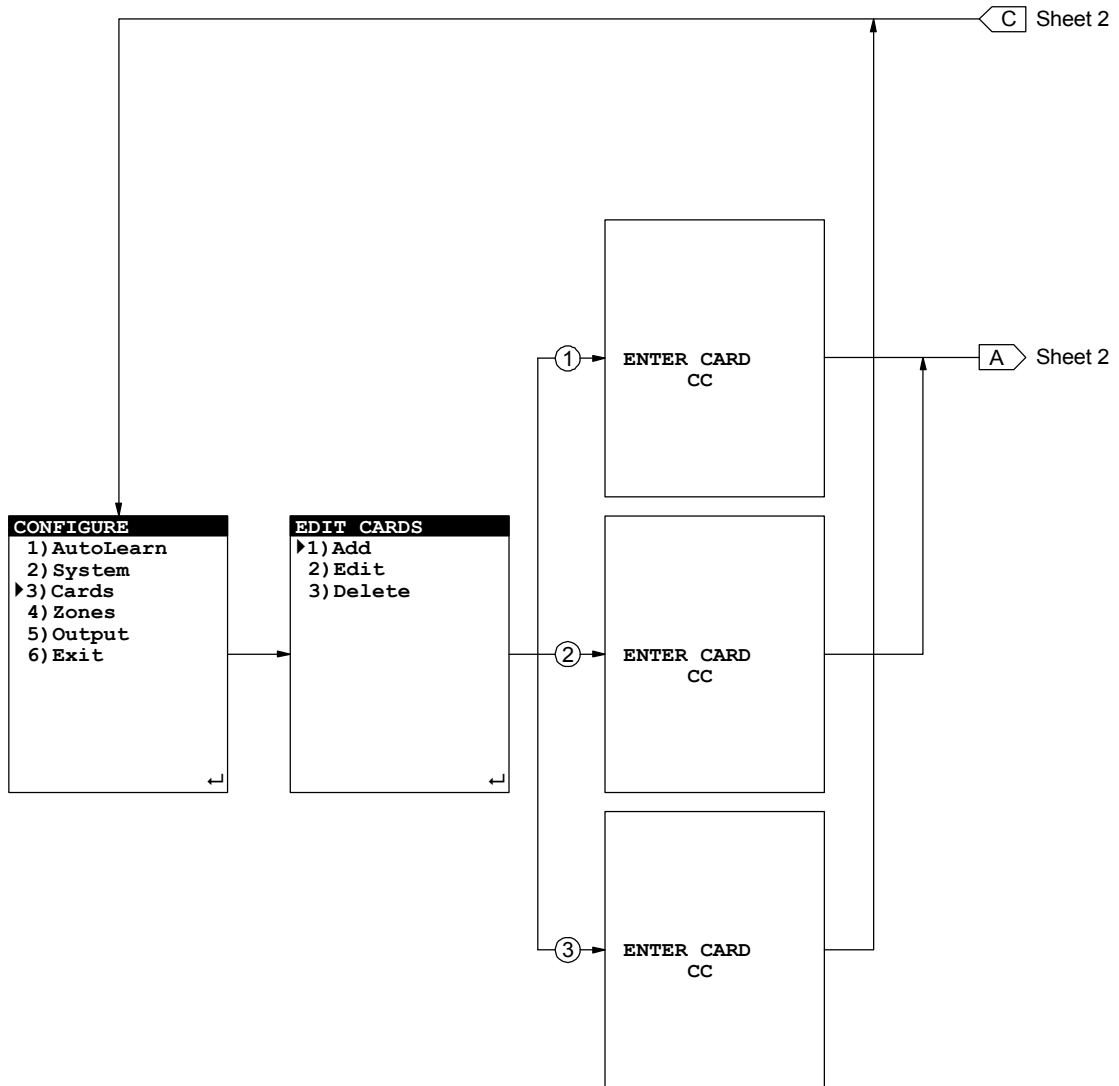 C Sheet 2
ENTER CARD
CC
1
A Sheet 2
CONFIGURE
1)AutoLearn
2)System
3)Cards
4)Zones
5)Output
6)Exit
EDIT CARDS
1)Add
2)Edit
3)Delete
2
ENTER CARD
CC
3
ENTER CARD
CC